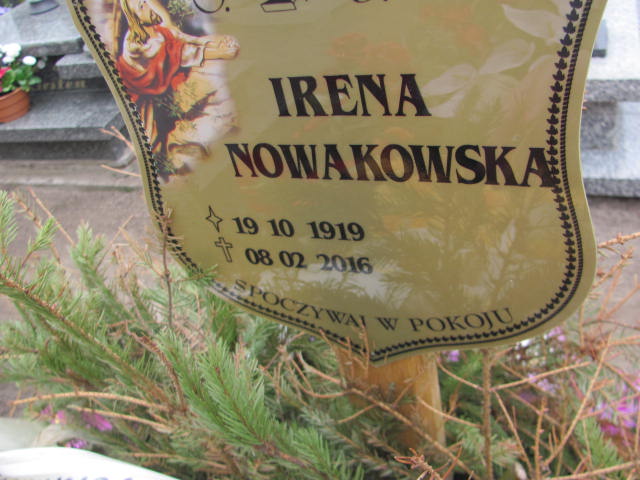 IRENA
NOWAKOWSKA
19 10 1919
08 02 2016
SPOCZYWAJ W POKOJU